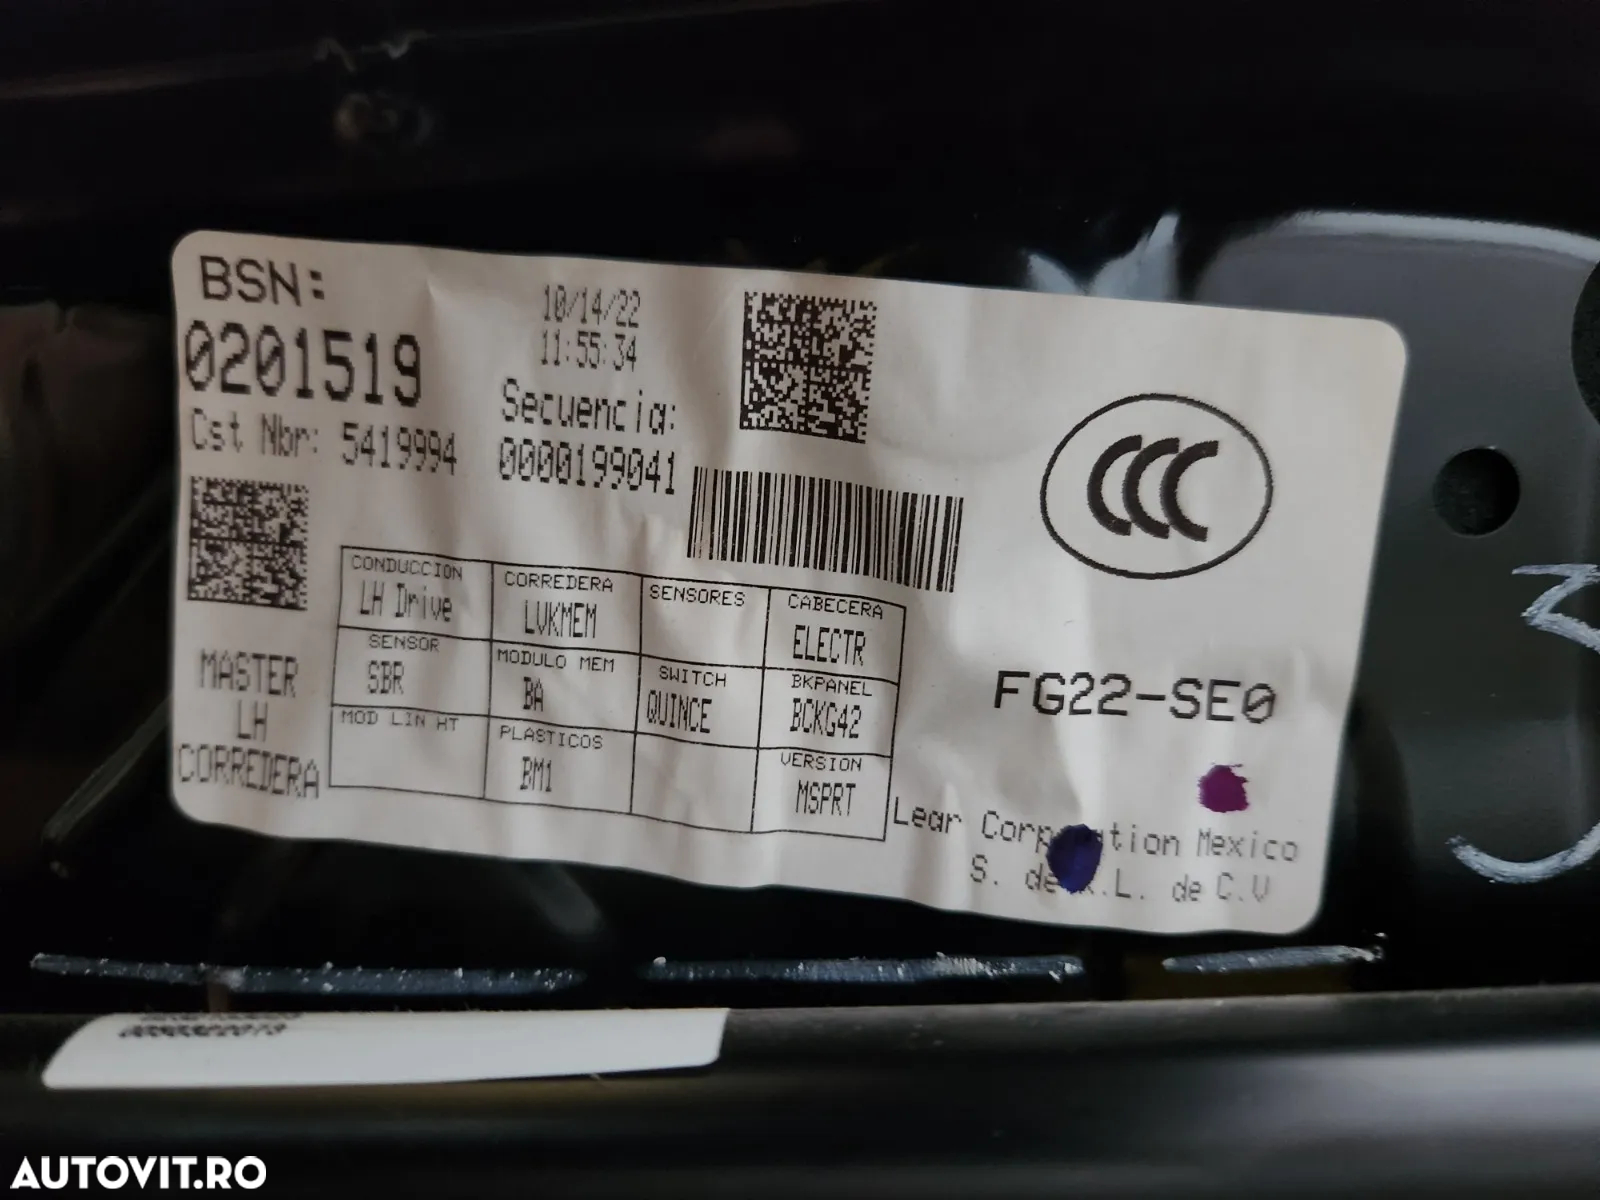 BSN:
0201519
Cst Nbr: 5419994
10/14/22
11:55:34
Secuencia:
0000199041
CCC
MASTER
LH
CORREDERA
CONDUCCION
LH Drive
CORREDERA
LVKMEM
SENSORES
CABECERA
ELECTR
SENSOR
SBR
MODULO MEM
BA
SWITCH
QUINCE
BKPANEL
BCKG42
MOD LIN HT
PLASTICOS
BM1
VERSION
MSPRT
FG22-SE0
Lear Corporation Mexico
S. de R.L. de C.V
3
AUTOVIT.RO